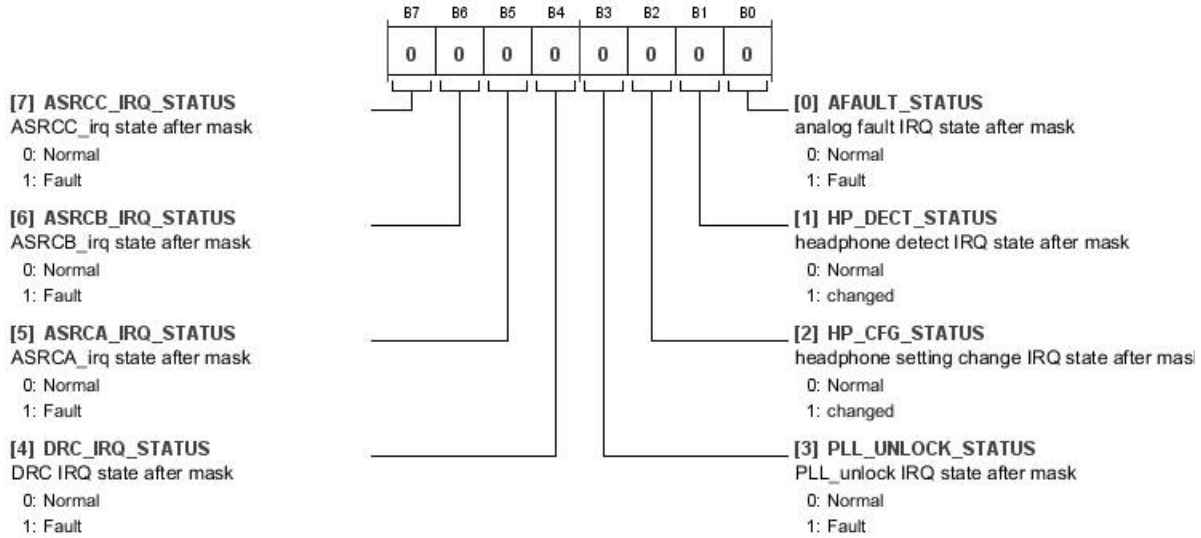 B7 B6 B5 B4 B3 B2 B1 B0
0 0 0 0 0 0 0 0
[7] ASRCC_IRQ_STATUS
ASRCC_irq state after mask
0: Normal
1: Fault
[6] ASRCB_IRQ_STATUS
ASRCB_irq state after mask
0: Normal
1: Fault
[5] ASRCA_IRQ_STATUS
ASRCA_irq state after mask
0: Normal
1: Fault
[4] DRC_IRQ_STATUS
DRC IRQ state after mask
0: Normal
1: Fault
[0] AFAULT_STATUS
analog fault IRQ state after mask
0: Normal
1: Fault
[1] HP_DECT_STATUS
headphone detect IRQ state after mask
0: Normal
1: changed
[2] HP_CFG_STATUS
headphone setting change IRQ state after mas
0: Normal
1: changed
[3] PLL_UNLOCK_STATUS
PLL_unlock IRQ state after mask
0: Normal
1: Fault